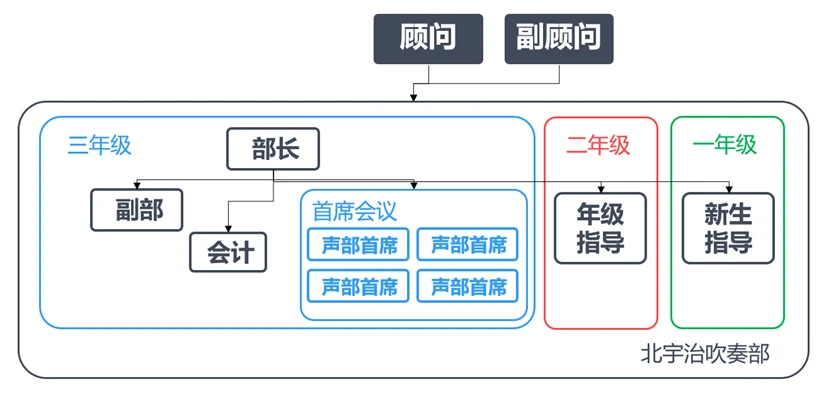 顾问
副顾问
三年级
部长
副部
会计
首席会议
声部首席
声部首席
声部首席
声部首席
二年级
年级
指导
一年级
新生
指导
北宇治吹奏部